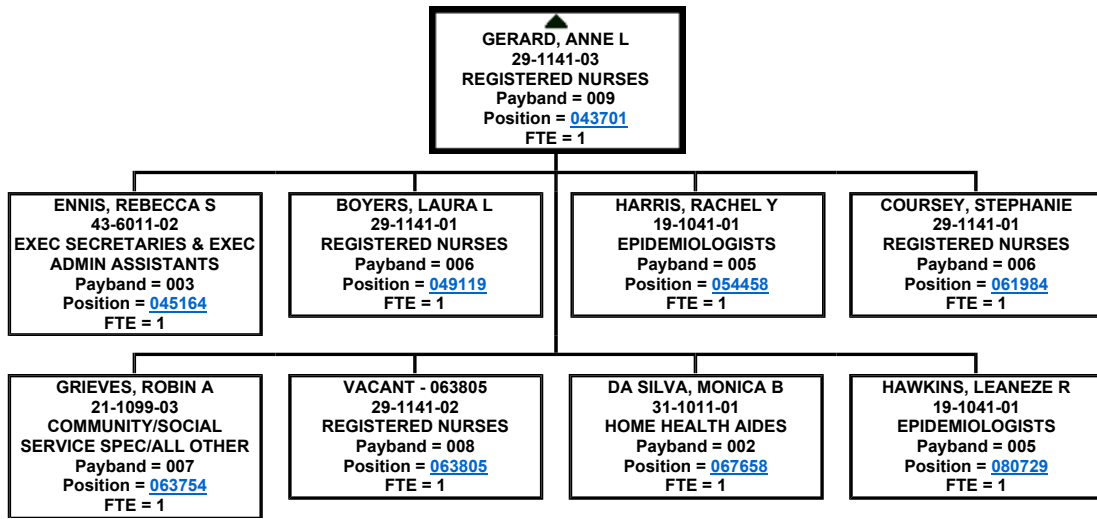 GERARD, ANNE L
29-1141-03
REGISTERED NURSES
Payband = 009
Position = 043701
FTE = 1
ENNIS, REBECCA S
43-6011-02
EXEC SECRETARIES & EXEC
ADMIN ASSISTANTS
Payband = 003
Position = 045164
FTE = 1
BOYERS, LAURA L
29-1141-01
REGISTERED NURSES
Payband = 006
Position = 049119
FTE = 1
HARRIS, RACHEL Y
19-1041-01
EPIDEMIOLOGISTS
Payband = 005
Position = 054458
FTE = 1
COURSEY, STEPHANIE
29-1141-01
REGISTERED NURSES
Payband = 006
Position = 061984
FTE = 1
GRIEVES, ROBIN A
21-1099-03
COMMUNITY/SOCIAL
SERVICE SPEC/ALL OTHER
Payband = 007
Position = 063754
FTE = 1
VACANT - 063805
29-1141-02
REGISTERED NURSES
Payband = 008
Position = 063805
FTE = 1
DA SILVA, MONICA B
31-1011-01
HOME HEALTH AIDES
Payband = 002
Position = 067658
FTE = 1
HAWKINS, LEANEZE R
19-1041-01
EPIDEMIOLOGISTS
Payband = 005
Position = 080729
FTE = 1